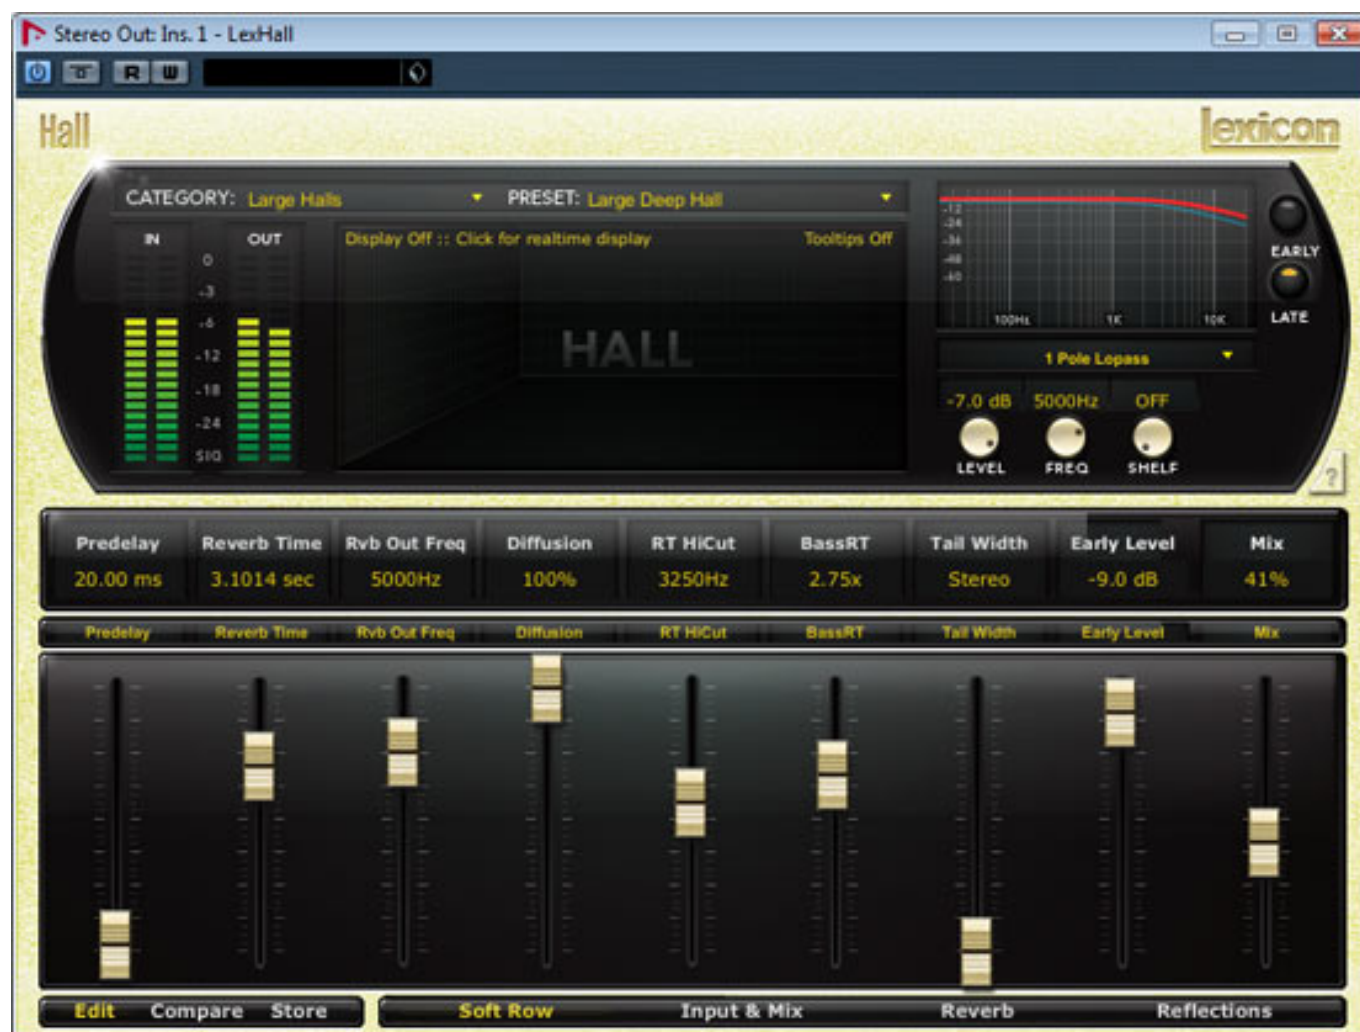 Stereo Out: Ins. 1 - LexHall
R W
Hall
lexicon
CATEGORY: Large Halls PRESET: Large Deep Hall
IN OUT
Display Off :: Click for realtime display Tooltips Off
HALL
0
-3
-6
-12
-18
-24
SIG
-12
-24
-36
-48
-60
100Hz 1K 10K
EARLY
LATE
1 Pole Lopass
-7.0 dB 5000Hz OFF
LEVEL FREQ SHELF
?
Predelay Reverb Time Rvb Out Freq Diffusion RT HiCut BassRT Tail Width Early Level Mix
20.00 ms 3.1014 sec 5000Hz 100% 3250Hz 2.75x Stereo -9.0 dB 41%
Predelay Reverb Time Rvb Out Freq Diffusion RT HiCut BassRT Tail Width Early Level Mix
Edit Compare Store Soft Row Input & Mix Reverb Reflections